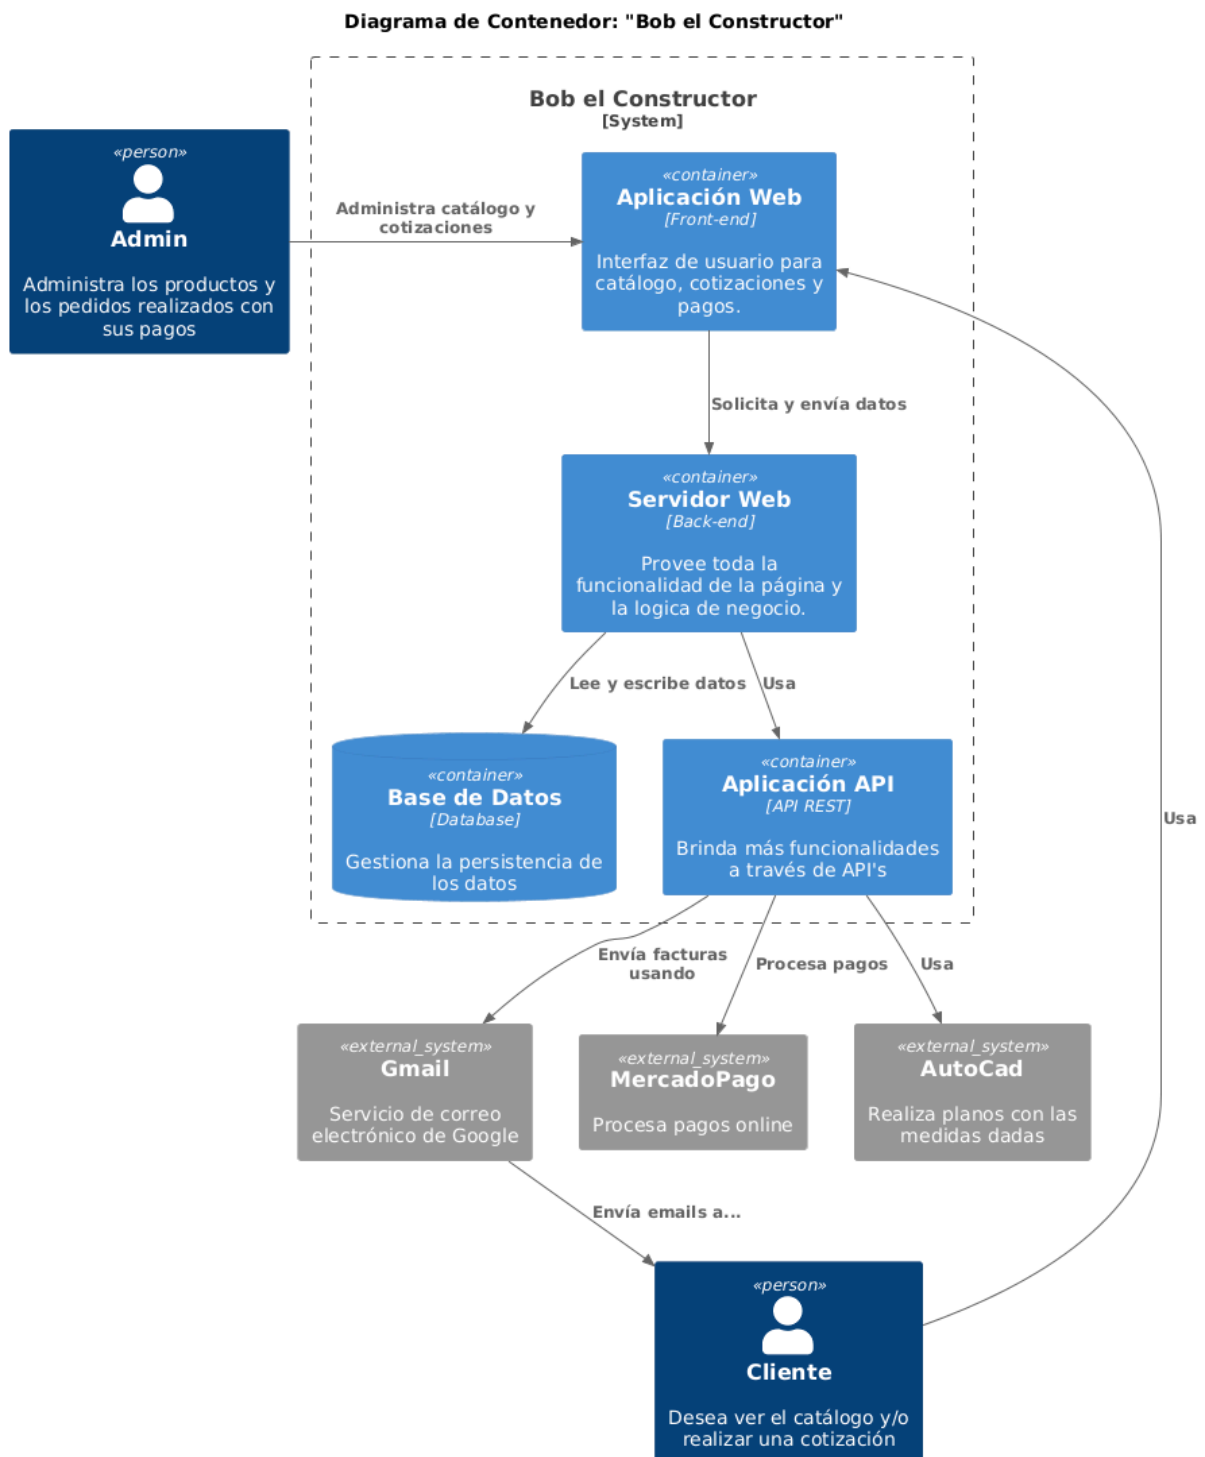 Diagrama de Contenedor: "Bob el Constructor"
Bob el Constructor
[System]
«person»
Admin
Administra los productos y
los pedidos realizados con
sus pagos
Administra catálogo y
cotizaciones
«container»
Aplicación Web
[Front-end]
Interfaz de usuario para
catálogo, cotizaciones y
pagos.
Solicita y envía datos
«container»
Servidor Web
[Back-end]
Provee toda la
funcionalidad de la página y
la logica de negocio.
Lee y escribe datos
Usa
«container»
Base de Datos
[Database]
Gestiona la persistencia de
los datos
«container»
Aplicación API
[API REST]
Brinda más funcionalidades
a través de API's
Usa
Envía facturas
usando
Procesa pagos
Usa
«external_system»
Gmail
Servicio de correo
electrónico de Google
«external_system»
MercadoPago
Procesa pagos online
«external_system»
AutoCad
Realiza planos con las
medidas dadas
Envía emails a...
«person»
Cliente
Desea ver el catálogo y/o
realizar una cotización